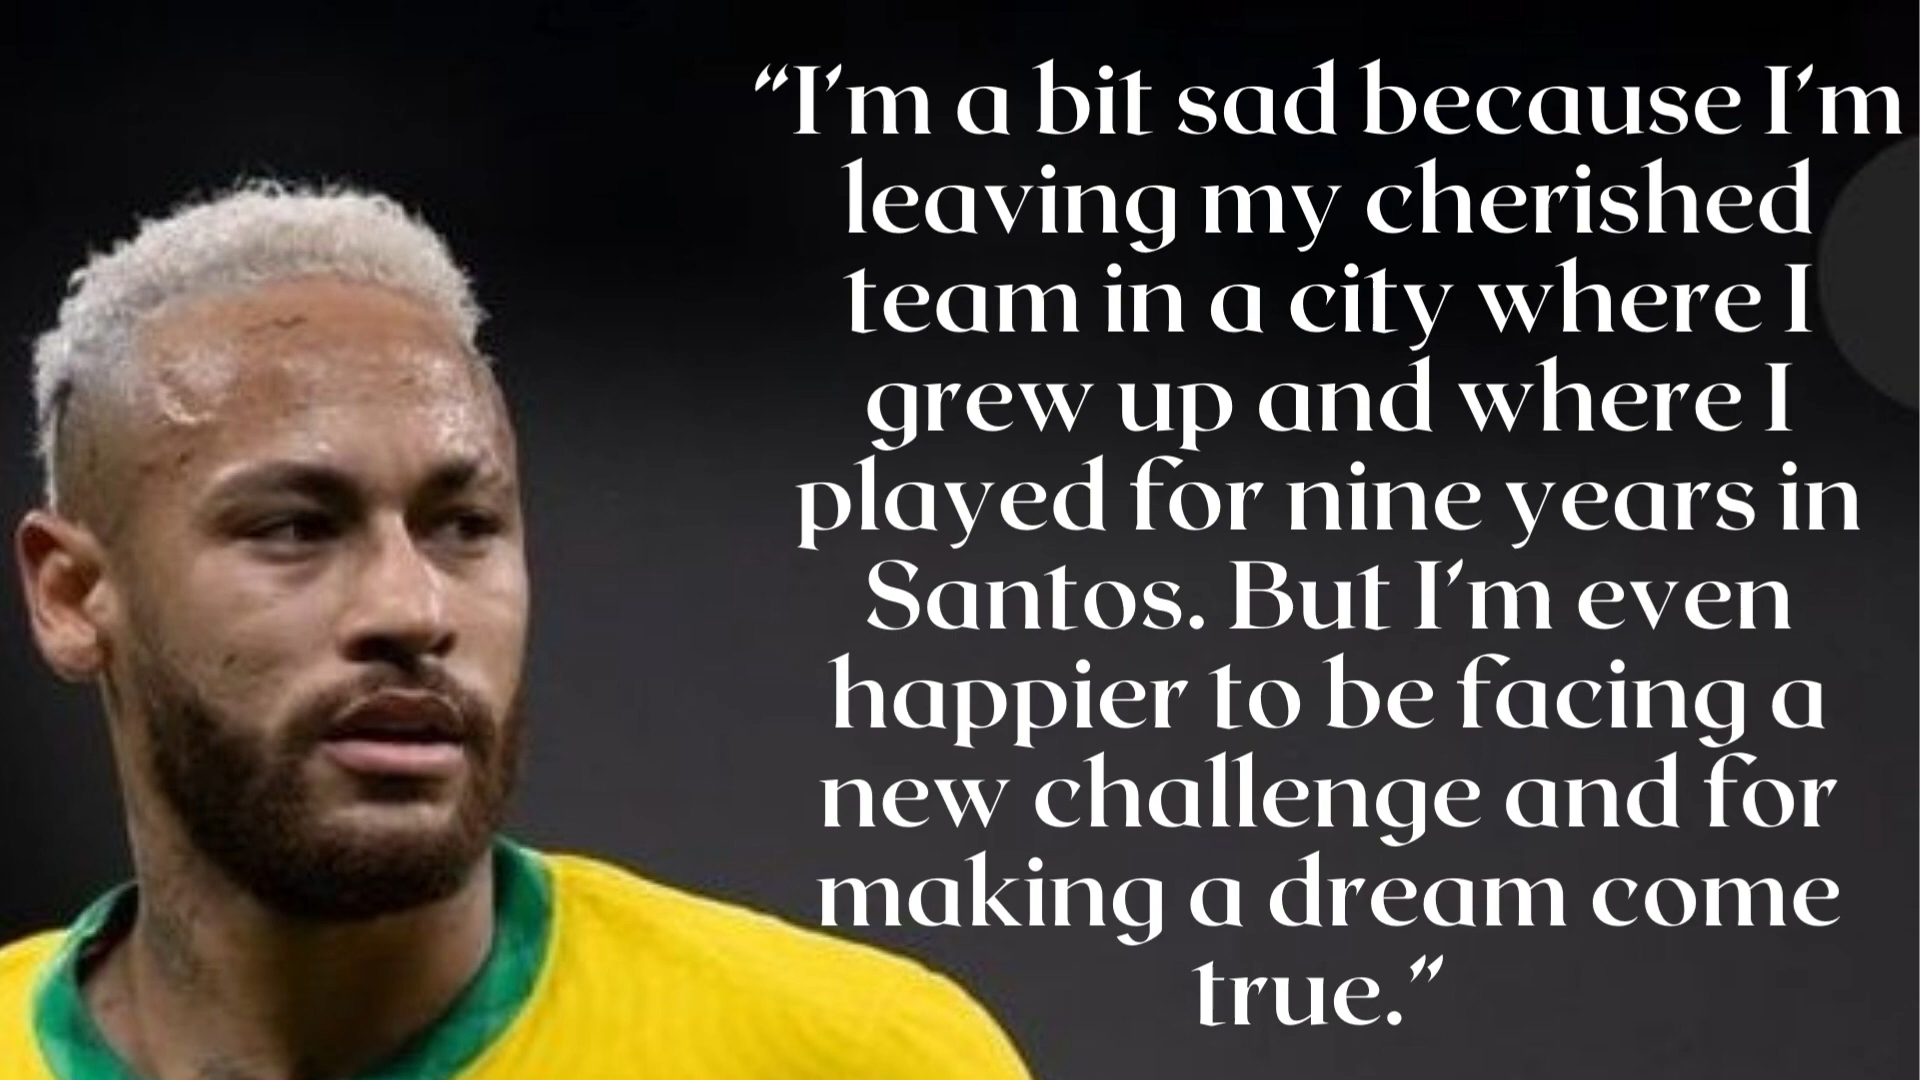 “I’m a bit sad because I’m
leaving my cherished
team in a city where I
grew up and where I
played for nine years in
Santos. But I’m even
happier to be facing a
new challenge and for
making a dream come
true.”